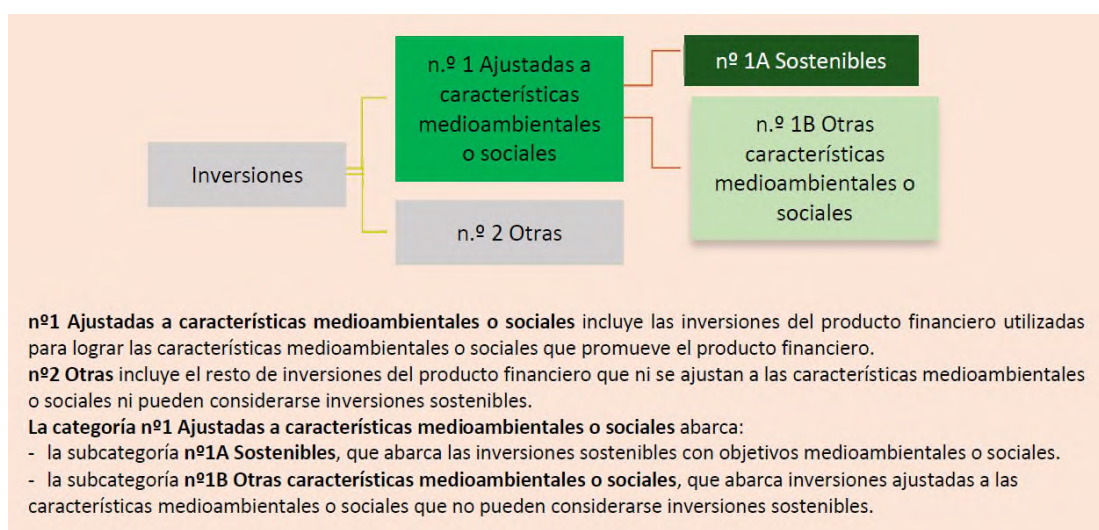 Inversiones
n.º 1 Ajustadas a
características
medioambientales
o sociales
n.º 2 Otras
nº 1A Sostenibles
n.º 1B Otras
características
medioambientales o
sociales
nº1 Ajustadas a características medioambientales o sociales incluye las inversiones del producto financiero utilizadas
para lograr las características medioambientales o sociales que promueve el producto financiero.
nº2 Otras incluye el resto de inversiones del producto financiero que ni se ajustan a las características medioambientales
o sociales ni pueden considerarse inversiones sostenibles.
La categoría nº1 Ajustadas a características medioambientales o sociales abarca:
- la subcategoría nº1A Sostenibles, que abarca las inversiones sostenibles con objetivos medioambientales o sociales.
- la subcategoría nº1B Otras características medioambientales o sociales, que abarca inversiones ajustadas a las
características medioambientales o sociales que no pueden considerarse inversiones sostenibles.